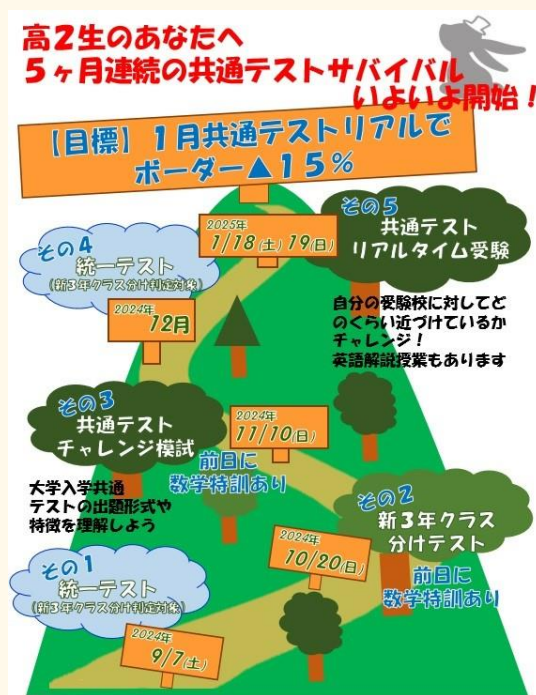 高2生のあなたへ
5ヶ月連続の共通テストサバイバル
いよいよ開始！
【目標】1月共通テストリアルで
ボーダー▲15%
その5
共通テスト
リアルタイム受験
2025年
1/18(土)19(日)
自分の受験校に対してど
のくらい近づけているか
チャレンジ！
英語解説授業もあります
その4
統一テスト
(新3年クラス分け判定対象)
2024年
12月
その3
共通テスト
チャレンジ模試
2024年
11/10(日)
前日に
数学特訓あり
大学入学共通
テストの出題形式や
特徴を理解しよう
その2
新3年クラス
分けテスト
2024年
10/20(日)
前日に
数学特訓あり
その1
統一テスト
(新3年クラス分け判定対象)
2024年
9/7(土)